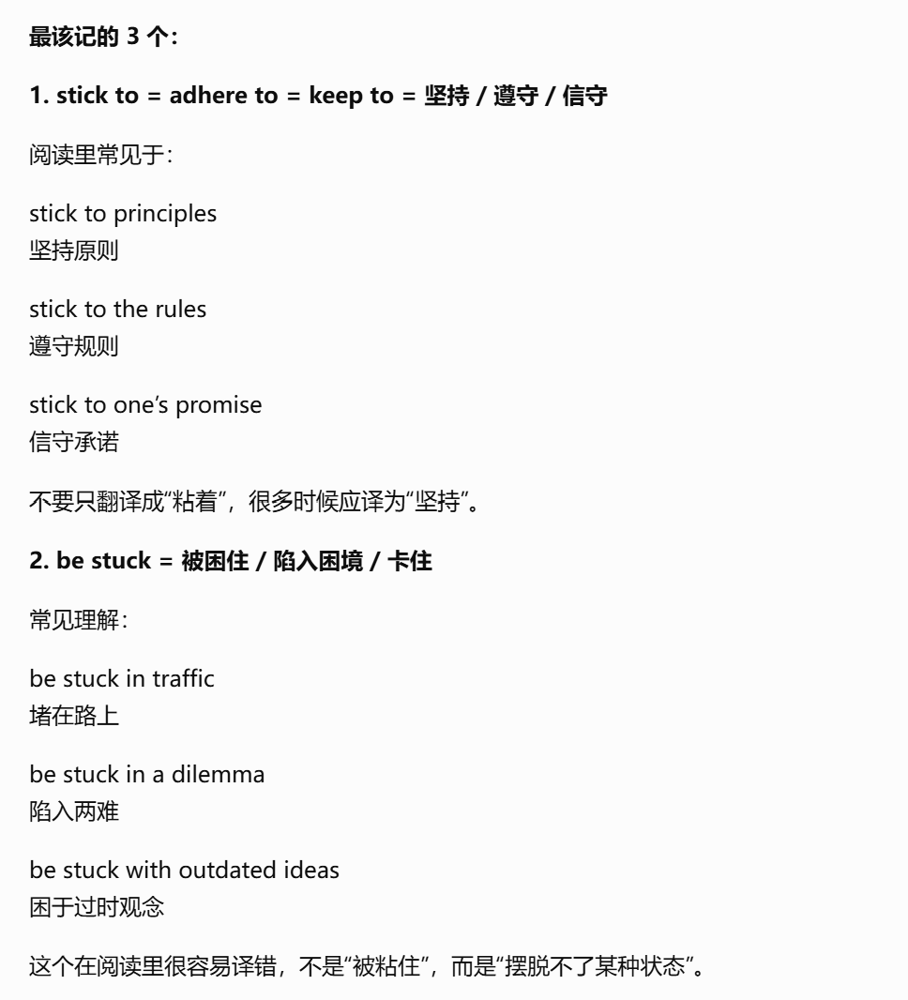 最该记的 3 个：
1. stick to = adhere to = keep to = 坚持 / 遵守 / 信守
阅读里常见于：
stick to principles
坚持原则
stick to the rules
遵守规则
stick to one’s promise
信守承诺
不要只翻译成“粘着”，很多时候应译为“坚持”。
2. be stuck = 被困住 / 陷入困境 / 卡住
常见理解：
be stuck in traffic
堵在路上
be stuck in a dilemma
陷入两难
be stuck with outdated ideas
困于过时观念
这个在阅读里很容易译错，不是“被粘住”，而是“摆脱不了某种状态”。